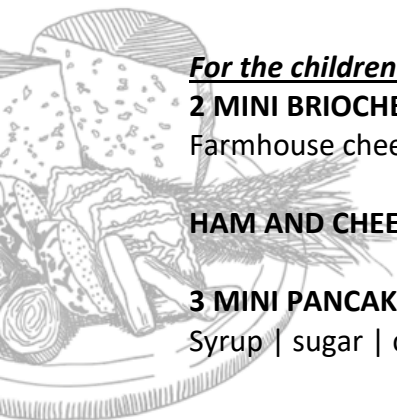 For the children
2 MINI BRIOCHE
Farmhouse chee
HAM AND CHEE
3 MINI PANCAK
Syrup | sugar |